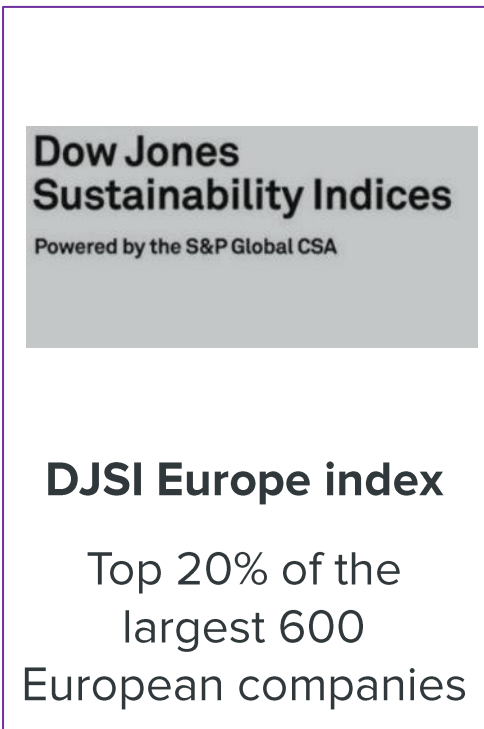 Dow Jones
Sustainability Indices
Powered by the S&P Global CSA
DJSI Europe index
Top 20% of the
largest 600
European companies